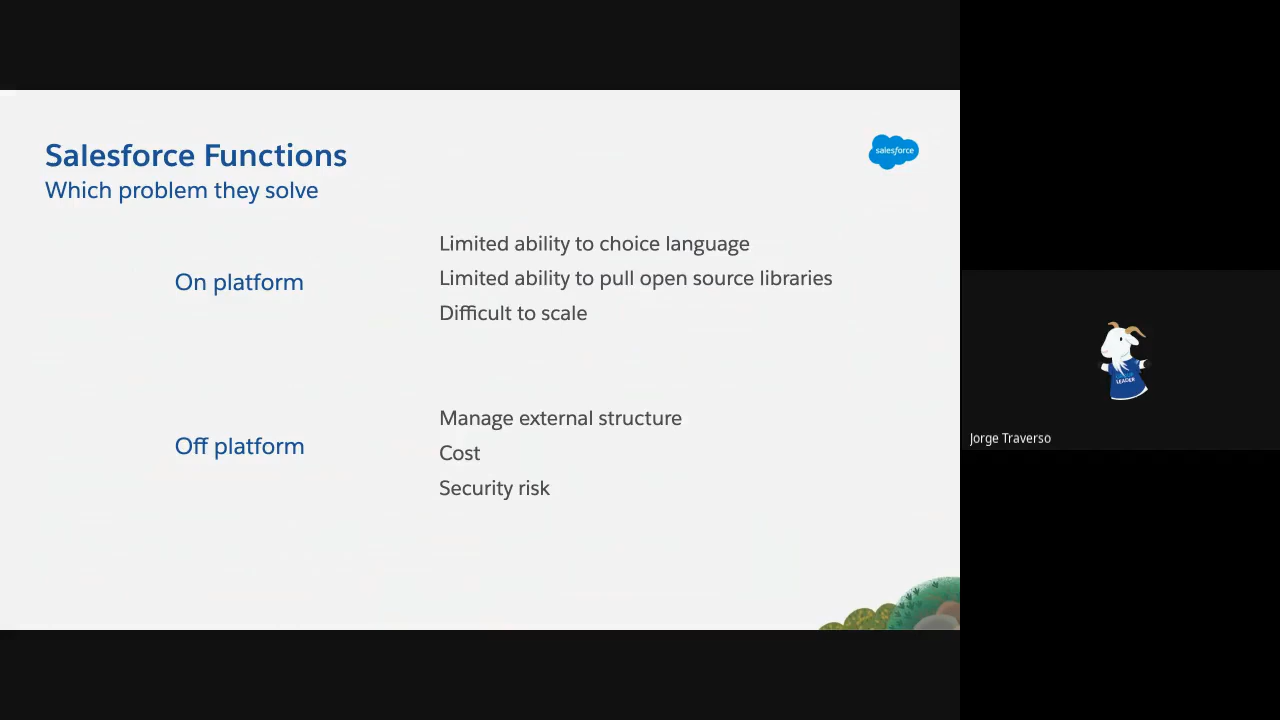 Salesforce Functions
Which problem they solve
salesforce
On platform
Limited ability to choice language
Limited ability to pull open source libraries
Difficult to scale
Off platform
Manage external structure
Cost
Security risk
LEADER
Jorge Traverso